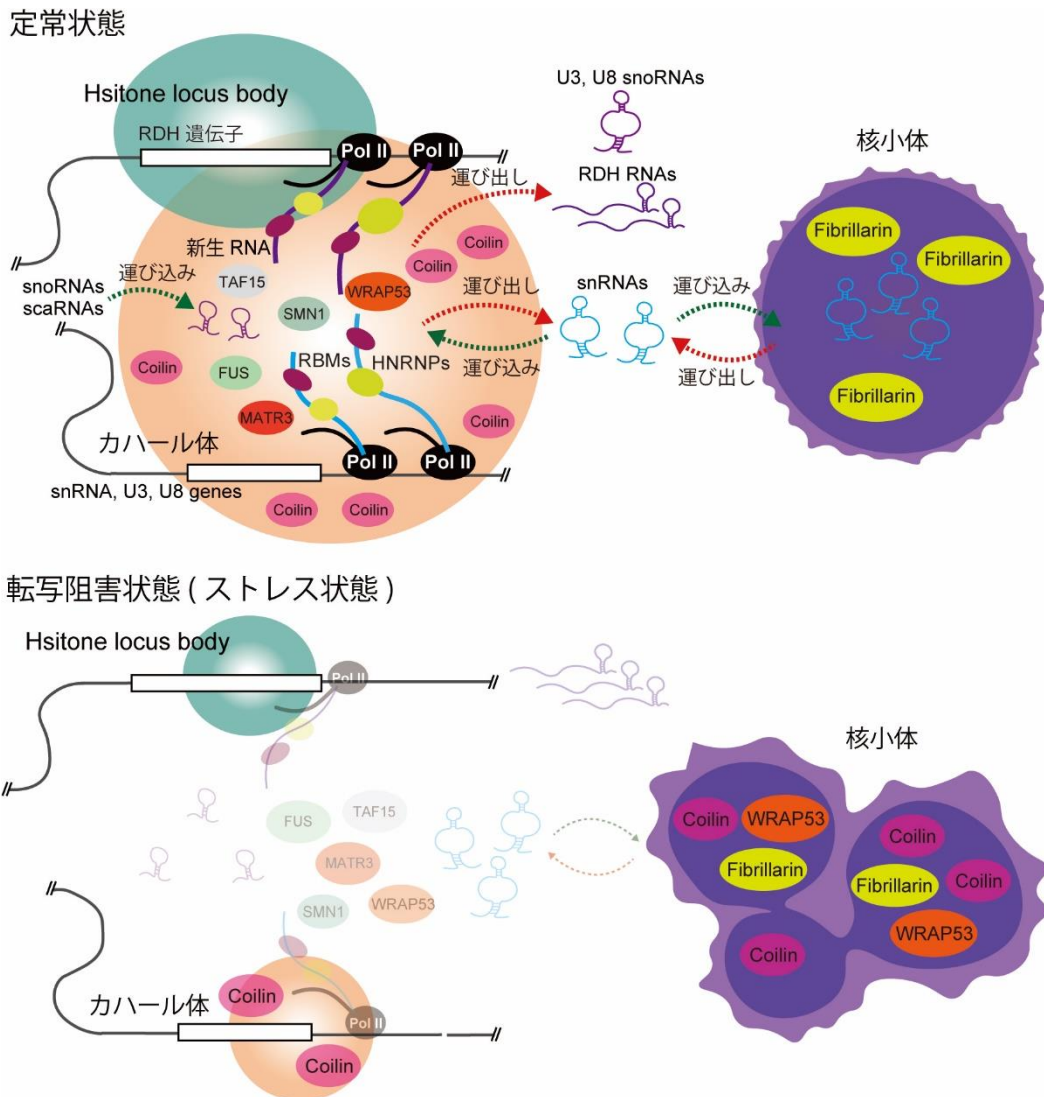 定常状態
Hsitone locus body
RDH 遺伝子
Pol II
Pol II
U3, U8 snoRNAs
運び出し
RDH RNAs
核小体
新生 RNA
Coilin
Coilin
Fibrillarin
Fibrillarin
snoRNAs
scaRNAs
運び込み
TAF15
WRAP53
運び出し
snRNAs
運び込み
SMN1
RBMs
HNRNPs
運び込み
運び出し
Coilin
FUS
Fibrillarin
MATR3
Coilin
カハール体
Pol II
Pol II
snRNA, U3, U8 genes
Coilin
Coilin
転写阻害状態 ( ストレス状態 )
Hsitone locus body
Pol II
核小体
FUS
TAF15
Coilin
WRAP53
MATR3
Fibrillarin
Coilin
SMN1
WRAP53
Fibrillarin
Coilin
WRAP53
Coilin
カハール体
Coilin
Pol II
Coilin